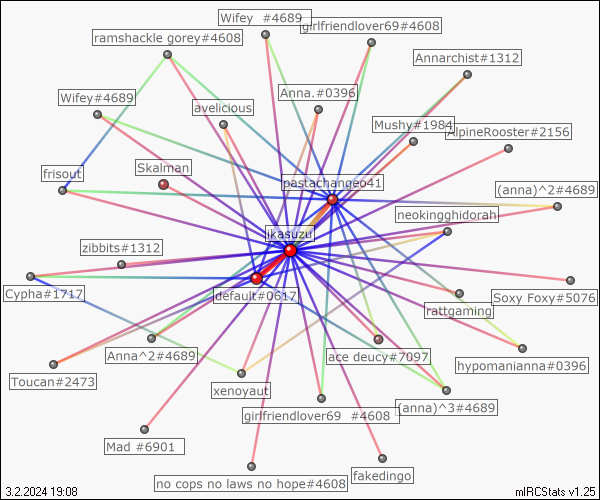 Wifey  #4689
girlfriendlover69#4608
ramshackle gorey#4608
Annarchist#1312
Wifey#4689
avelicious
Anna.#0396
Mushy#1984
AlpineRooster#2156
frisout
Skalman
pastachangeo41
(anna)^2#4689
neokingghidorah
ikasuzu
zibbits#1312
Cypha#1717
default#0617
Soxy Foxy#5076
rattgaming
Anna^2#4689
ace deucy#7097
hypomanianna#0396
Toucan#2473
xenoyaut
girlfriendlover69  #4608
(anna)^3#4689
Mad #6901
no cops no laws no hope#4608
fakedingo
3.2.2024 19:08
mIRCStats v1.25